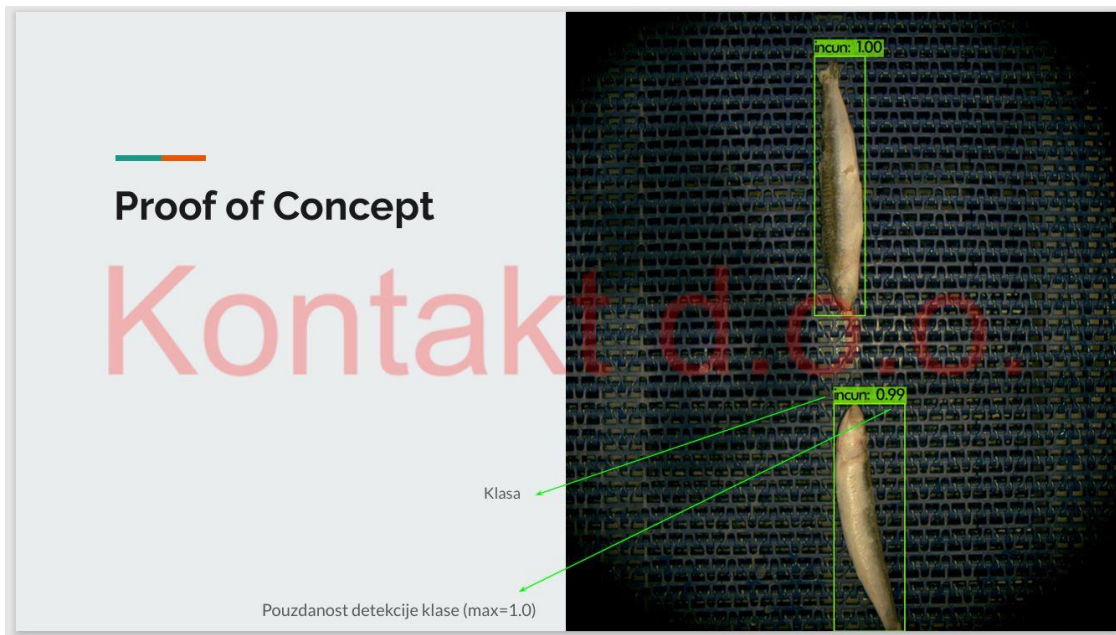 incun: 1.00
Proof of Concept
Kontakt d.o.o.
incun: 0.99
Klasa
Pouzdanost detekcije klase (max=1.0)